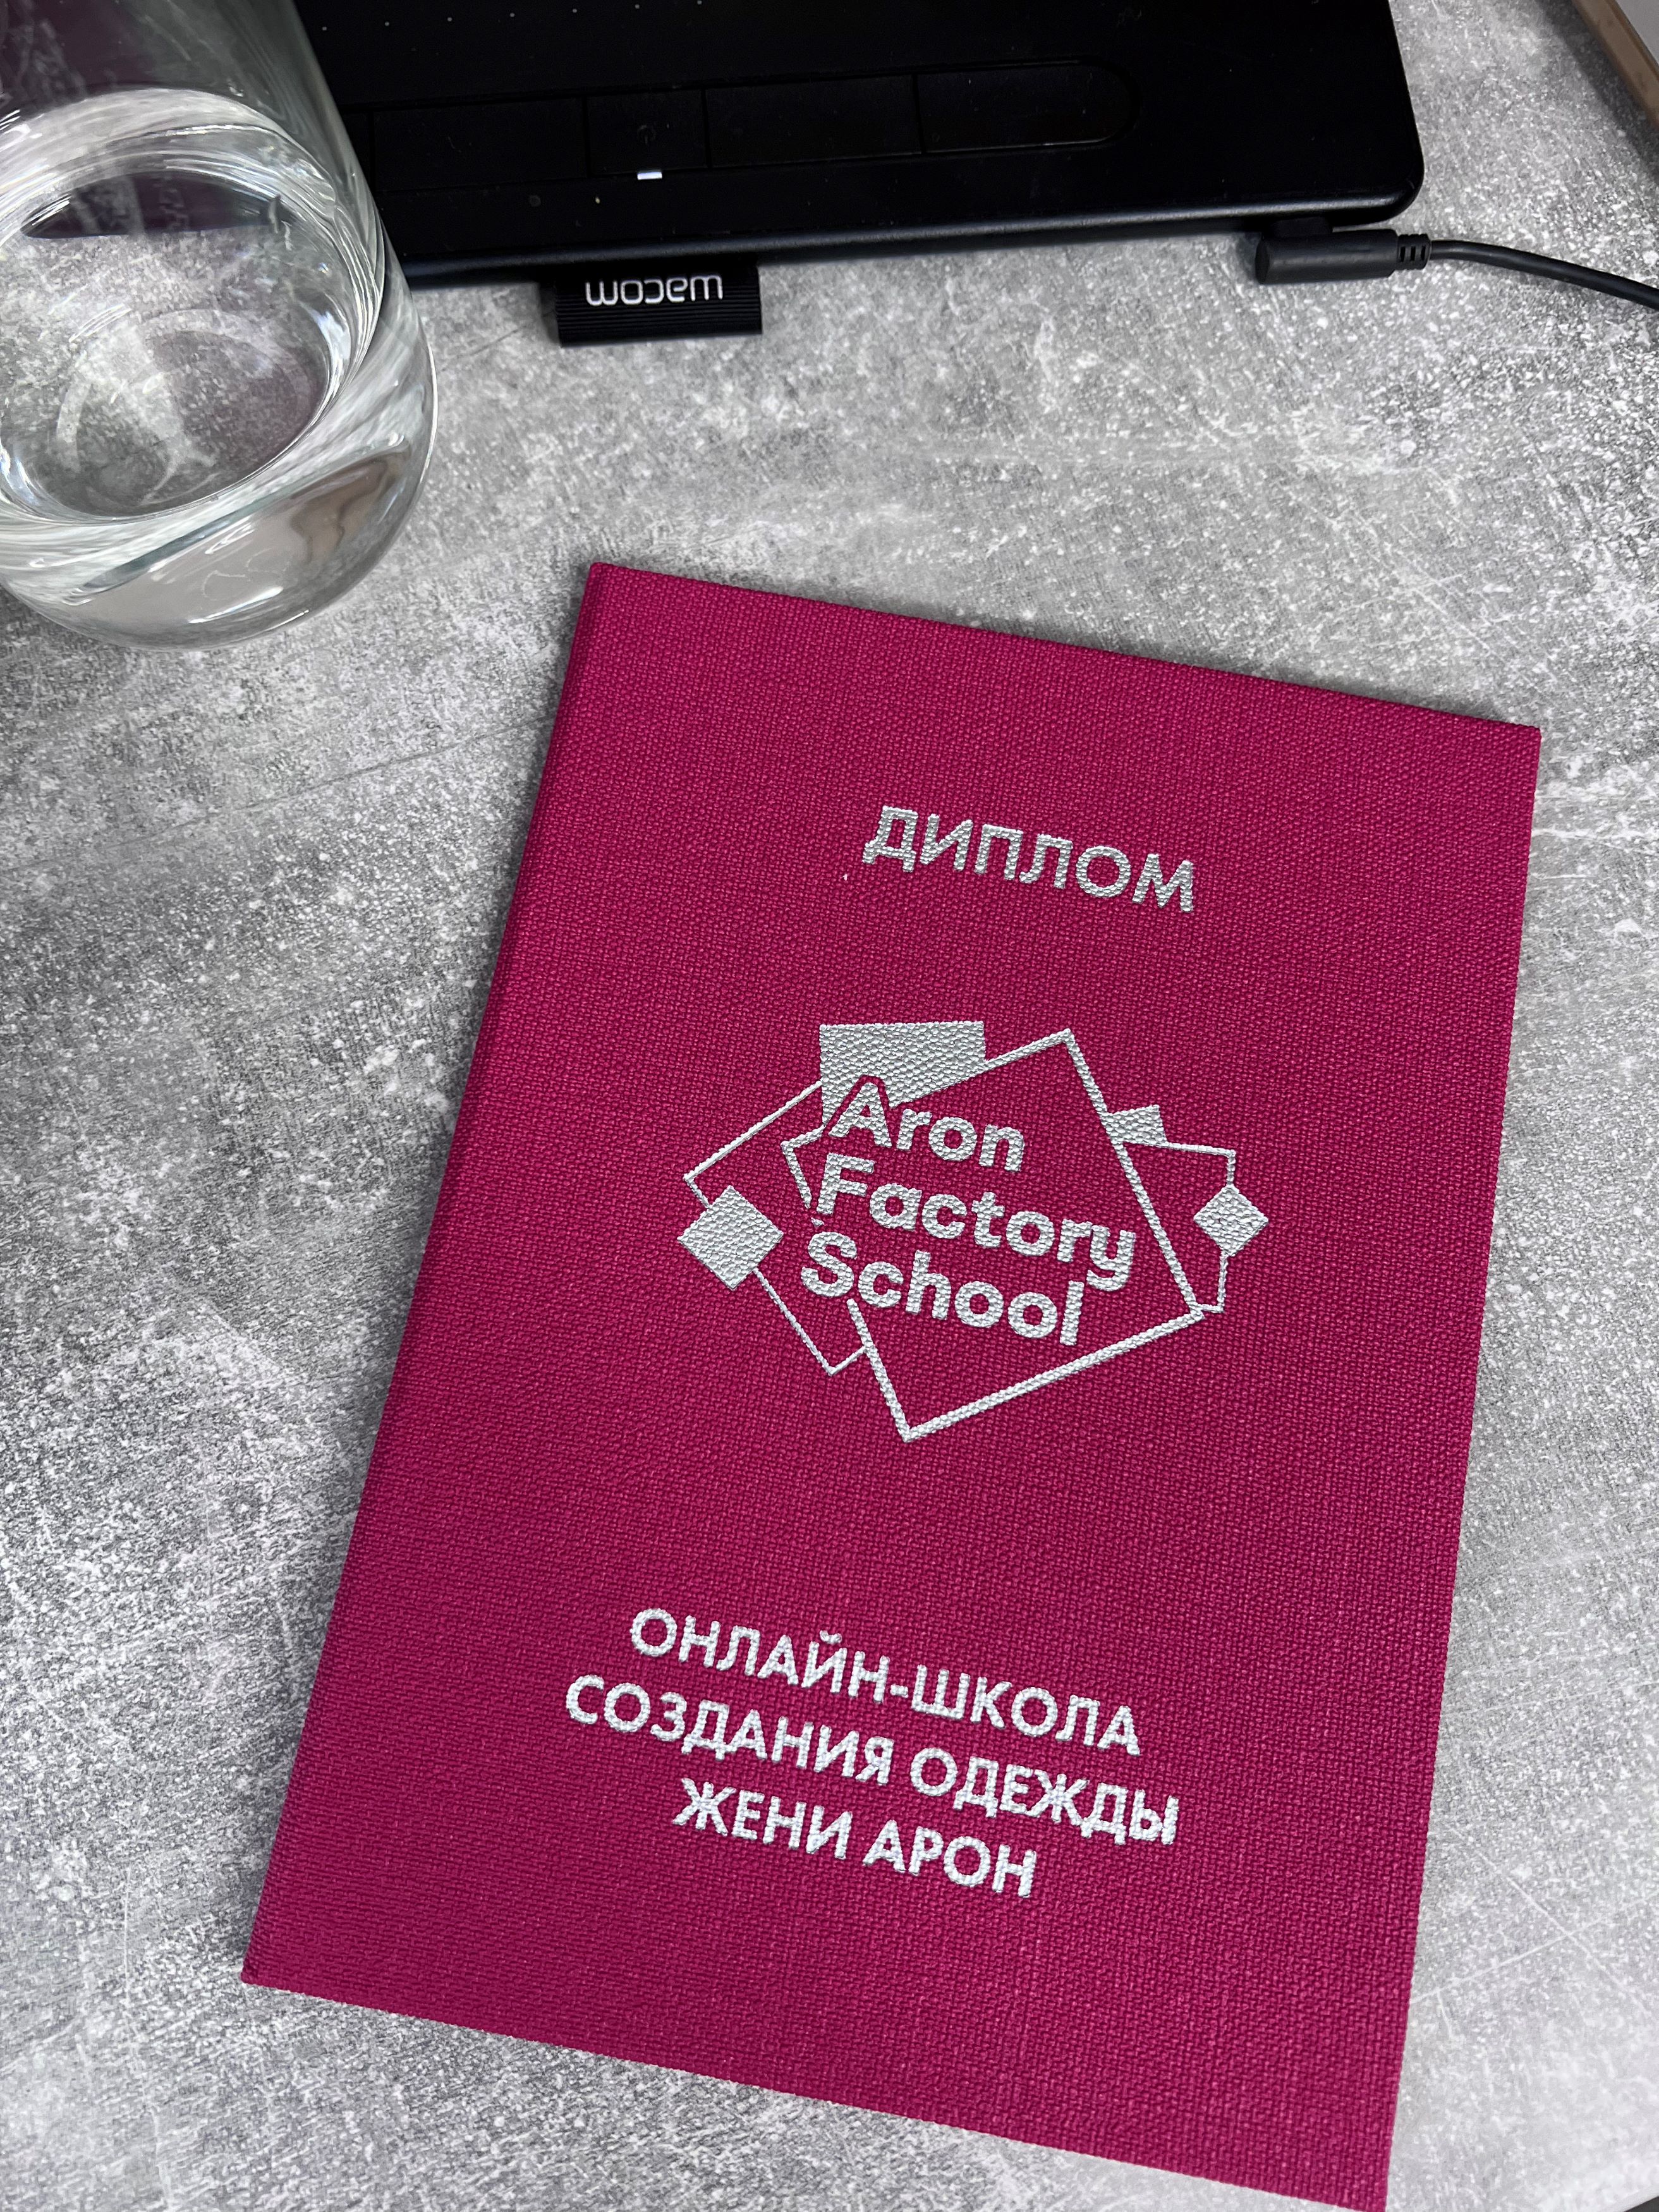 wacom
ДИПЛОМ
Aron
Factory
School
ОНЛАЙН-ШКОЛА
СОЗДАНИЯ ОДЕЖДЫ
ЖЕНИ АРОН